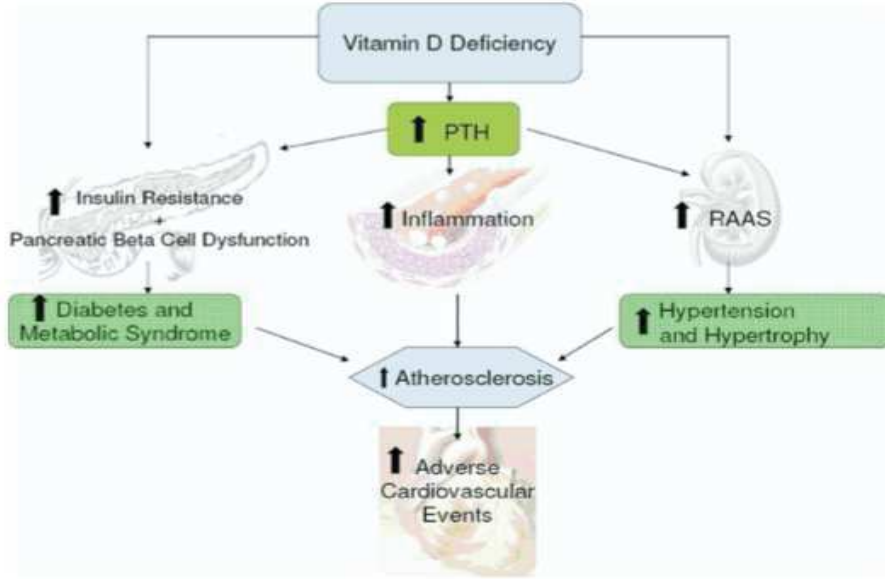 Vitamin D Deficiency
PTH
Insulin Resistance
+
Pancreatic Beta Cell Dysfunction
Inflammation
RAAS
Diabetes and
Metabolic Syndrome
Hypertension
and Hypertrophy
Atherosclerosis
Adverse
Cardiovascular
Events